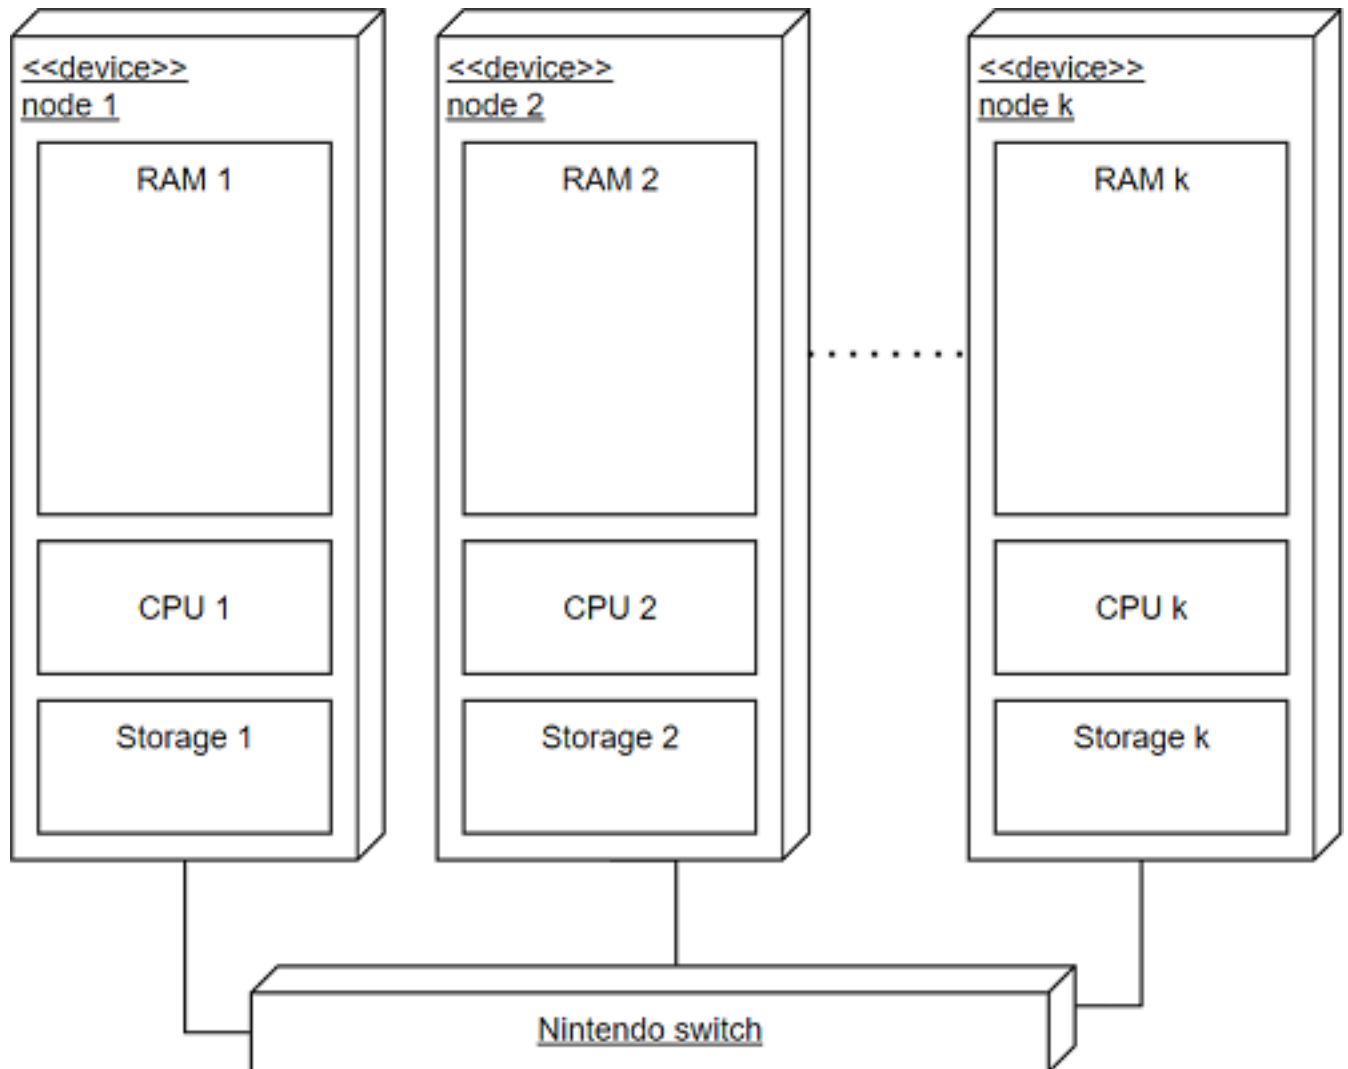 <<device>>
node 1
RAM 1
CPU 1
Storage 1
<<device>>
node 2
RAM 2
CPU 2
Storage 2
<<device>>
node k
RAM k
CPU k
Storage k
Nintendo switch